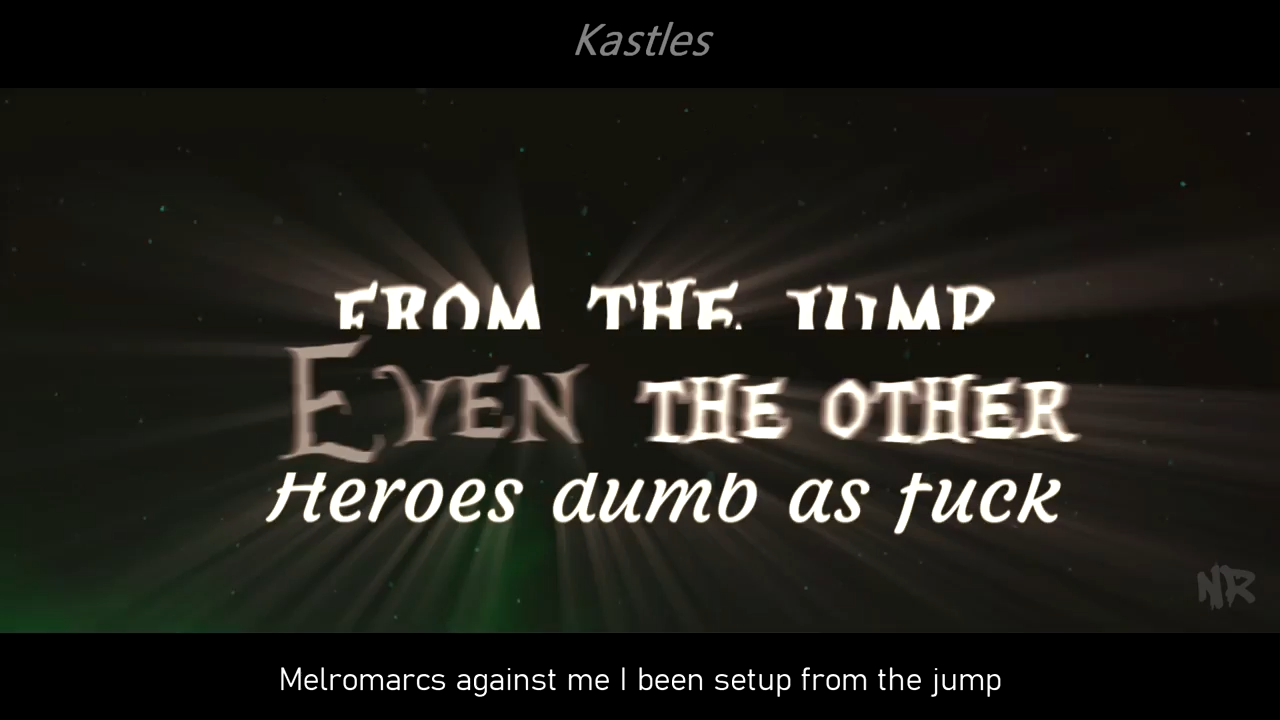 Kastles
FROM THE JUMP
EVEN THE OTHER
Heroes dumb as fuck
NR
Melromarcs against me I been setup from the jump